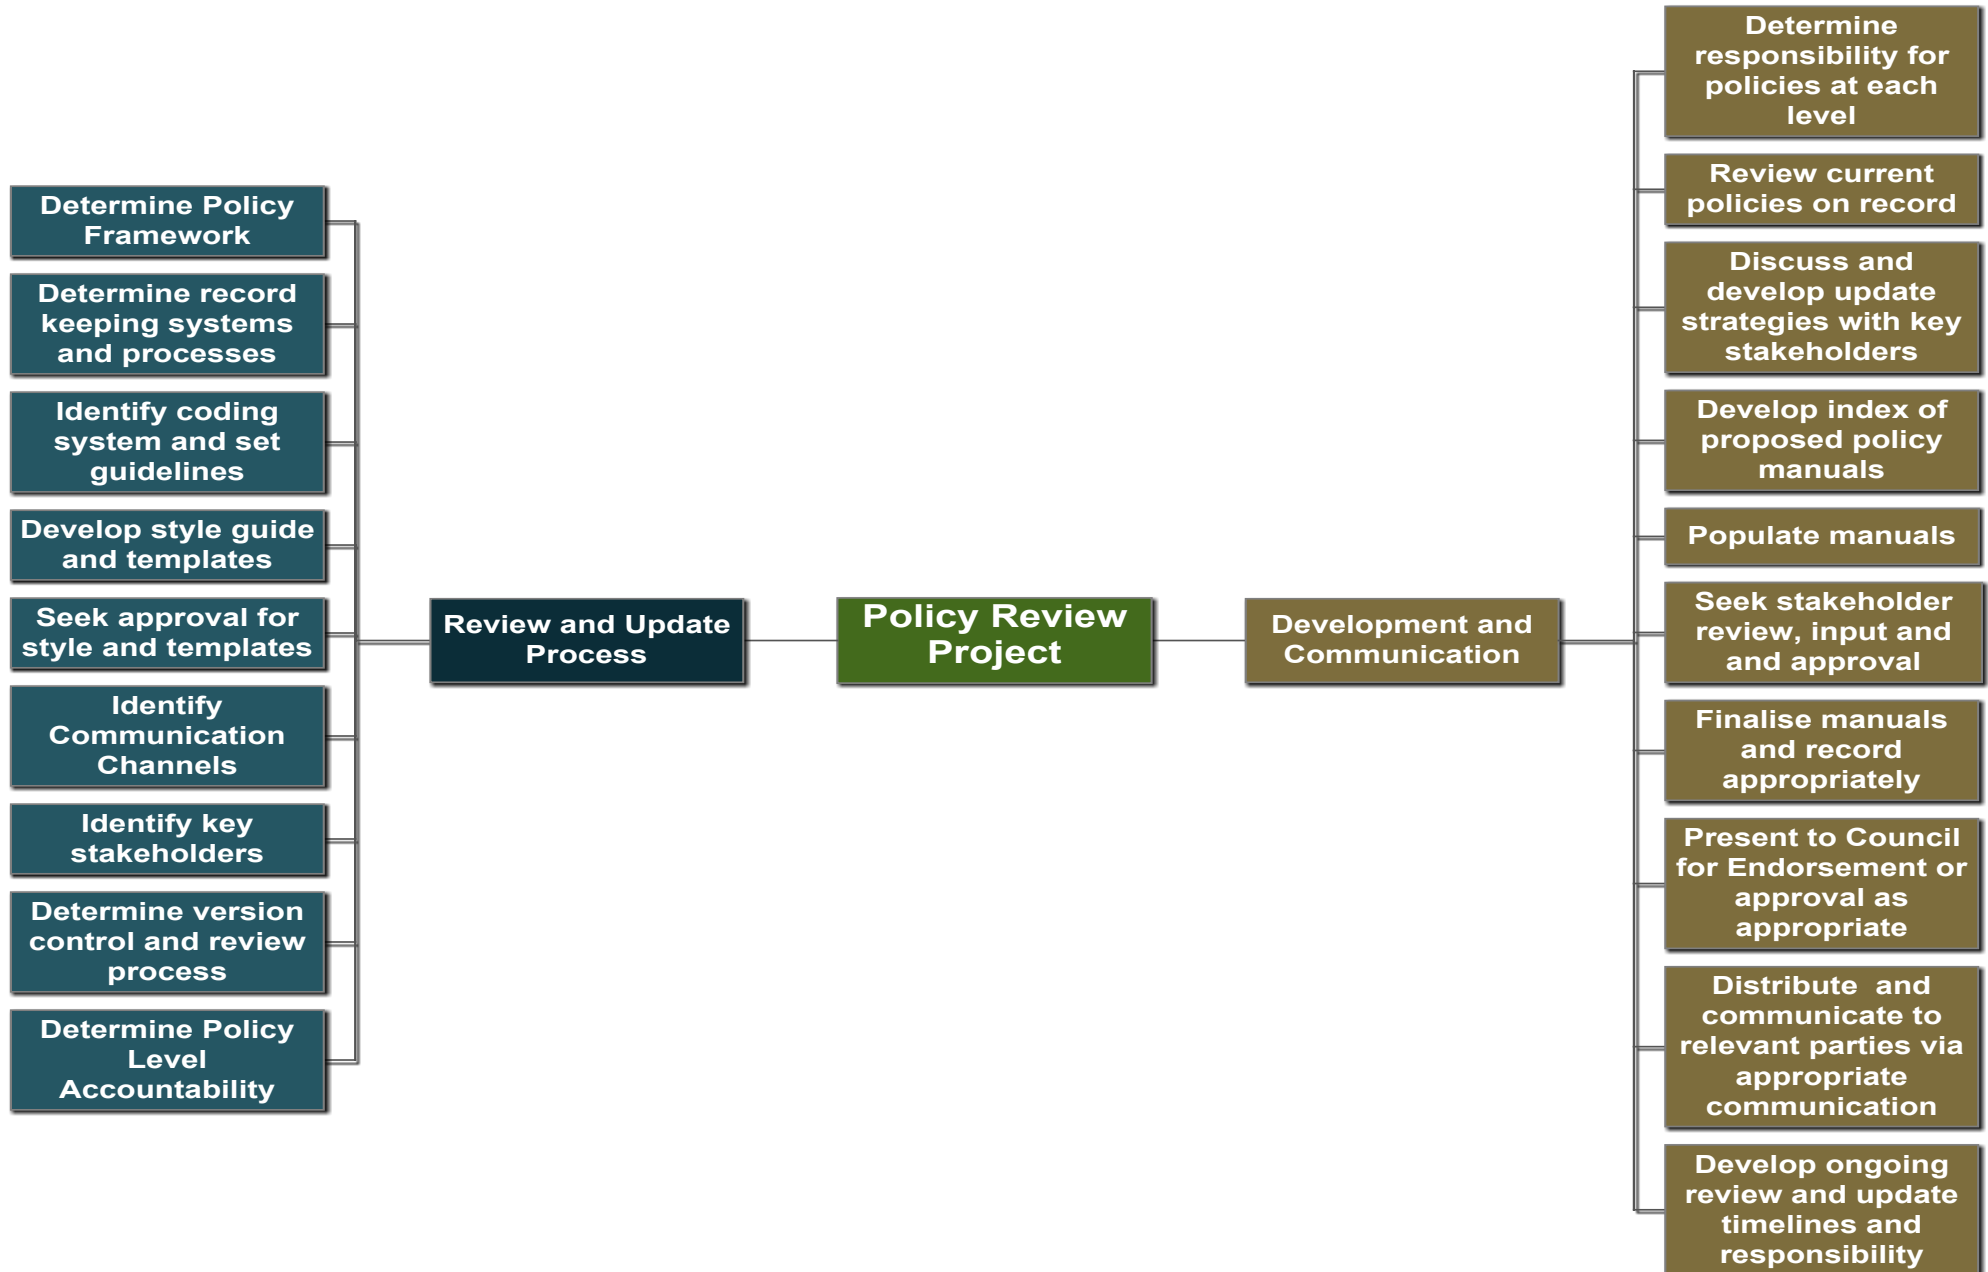 Determine Policy
Framework
Determine record
keeping systems
and processes
Identify coding
system and set
guidelines
Develop style guide
and templates
Seek approval for
style and templates
Identify
Communication
Channels
Identify key
stakeholders
Determine version
control and review
process
Determine Policy
Level
Accountability
Review and Update
Process
Policy Review
Project
Development and
Communication
Determine
responsibility for
policies at each
level
Review current
policies on record
Discuss and
develop update
strategies with key
stakeholders
Develop index of
proposed policy
manuals
Populate manuals
Seek stakeholder
review, input and
and approval
Finalise manuals
and record
appropriately
Present to Council
for Endorsement or
approval as
appropriate
Distribute  and
communicate to
relevant parties via
appropriate
communication
Develop ongoing
review and update
timelines and
responsibility